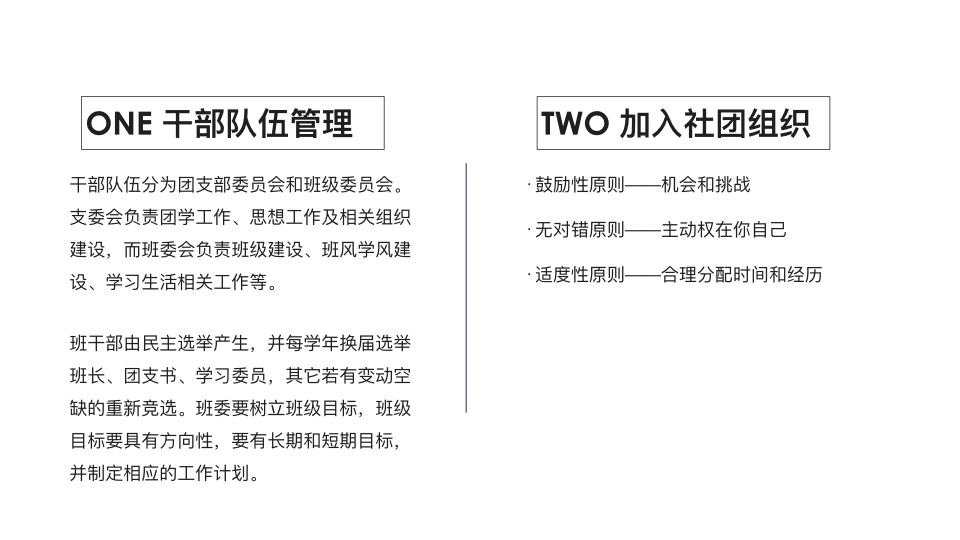 ONE 干部队伍管理
干部队伍分为团支部委员会和班级委员会。
支委会负责团学工作、思想工作及相关组织
建设，而班委会负责班级建设、班风学风建
设、学习生活相关工作等。
班干部由民主选举产生，并每学年换届选举
班长、团支书、学习委员，其它若有变动空
缺的重新竞选。班委要树立班级目标，班级
目标要具有方向性，要有长期和短期目标，
并制定相应的工作计划。
TWO 加入社团组织
· 鼓励性原则——机会和挑战
· 无对错原则——主动权在你自己
· 适度性原则——合理分配时间和经历